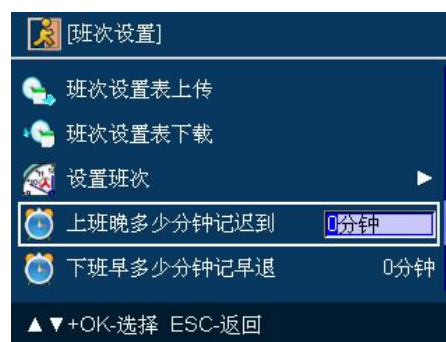 [班次设置]
班次设置表上传
班次设置表下载
设置班次
上班晚多少分钟记迟到 0分钟
下班早多少分钟记早退 0分钟
▲▼+OK-选择 ESC-返回